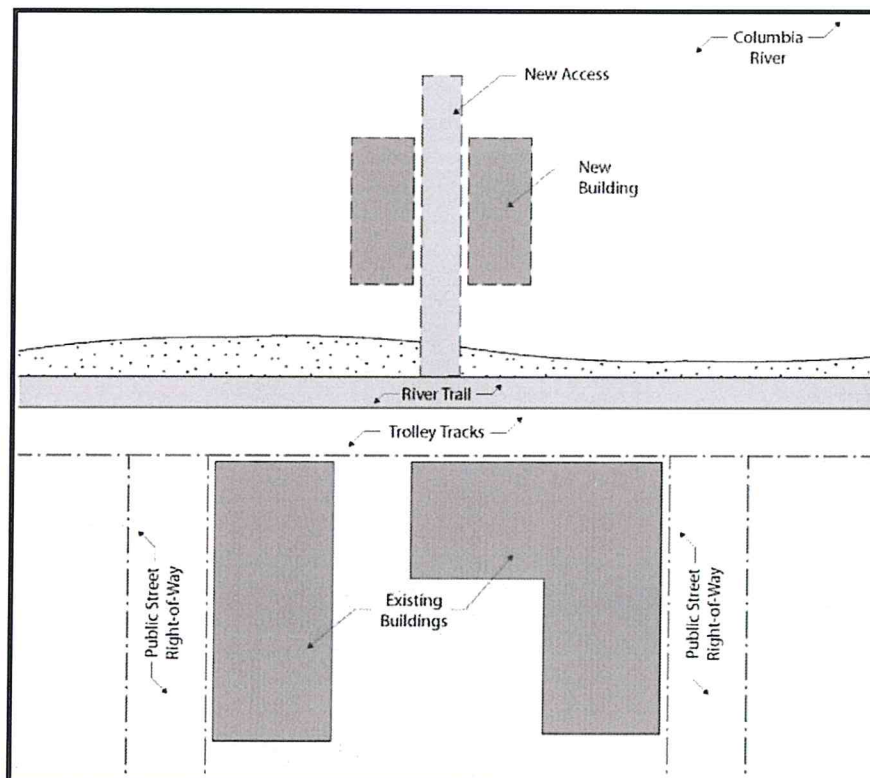 Columbia
River
New Access
New
Building
River Trail
Trolley Tracks
Existing
Buildings
Public Street
Right-of-Way
Public Street
Right-of-Way